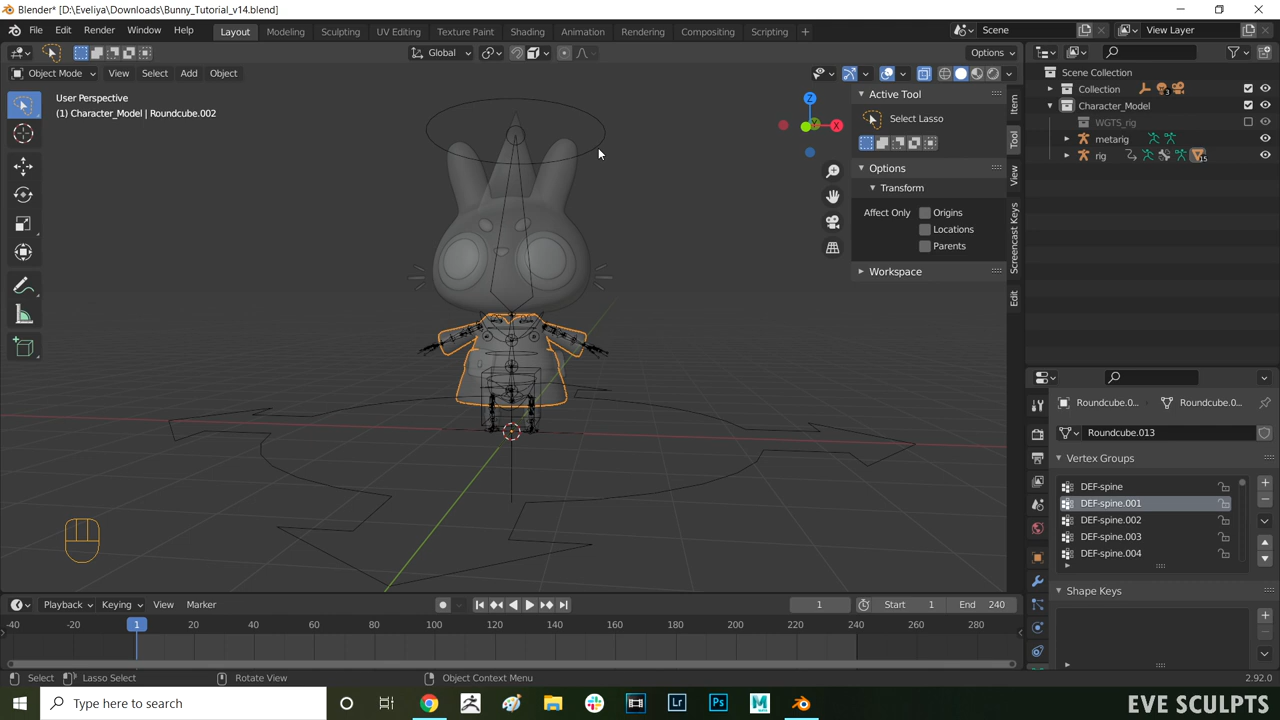 Blender* [D:\Eveliya\Downloads\Bunny_Tutorial_v14.blend]
File Edit Render Window Help Layout Modeling Sculpting UV Editing Texture Paint Shading Animation Rendering Compositing Scripting + Scene View Layer
Global Options
Object Mode View Select Add Object
User Perspective
(1) Character_Model | Roundcube.002
Z
X
Y
Active Tool
Select Lasso
Options
Transform
Affect Only Origins
Locations
Parents
Workspace
Item
Tool
View
Screencast Keys
Edit
Scene Collection
Collection 3
Character_Model
WGTS_rig
metarig
rig 15
Roundcube.0... Roundcube.0...
Roundcube.013
Vertex Groups
DEF-spine
DEF-spine.001
DEF-spine.002
DEF-spine.003
DEF-spine.004
Shape Keys
Playback Keying View Marker 1 Start 1 End 240
-40 -20 1 20 40 60 80 100 120 140 160 180 200 220 240 260 280
Select Lasso Select Rotate View Object Context Menu 2.92.0
Type here to search
Lr Ps M
EVE SCULPTS